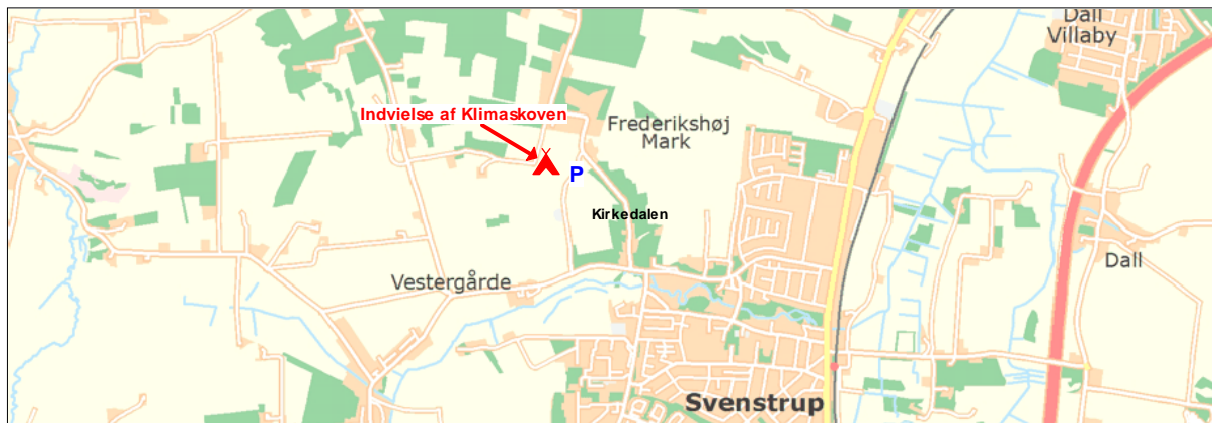 Dall
Villaby
Indvielse af Klimaskoven
Frederikshøj
Mark
P
Kirkedalen
Dall
Vestergårde
Svenstrup